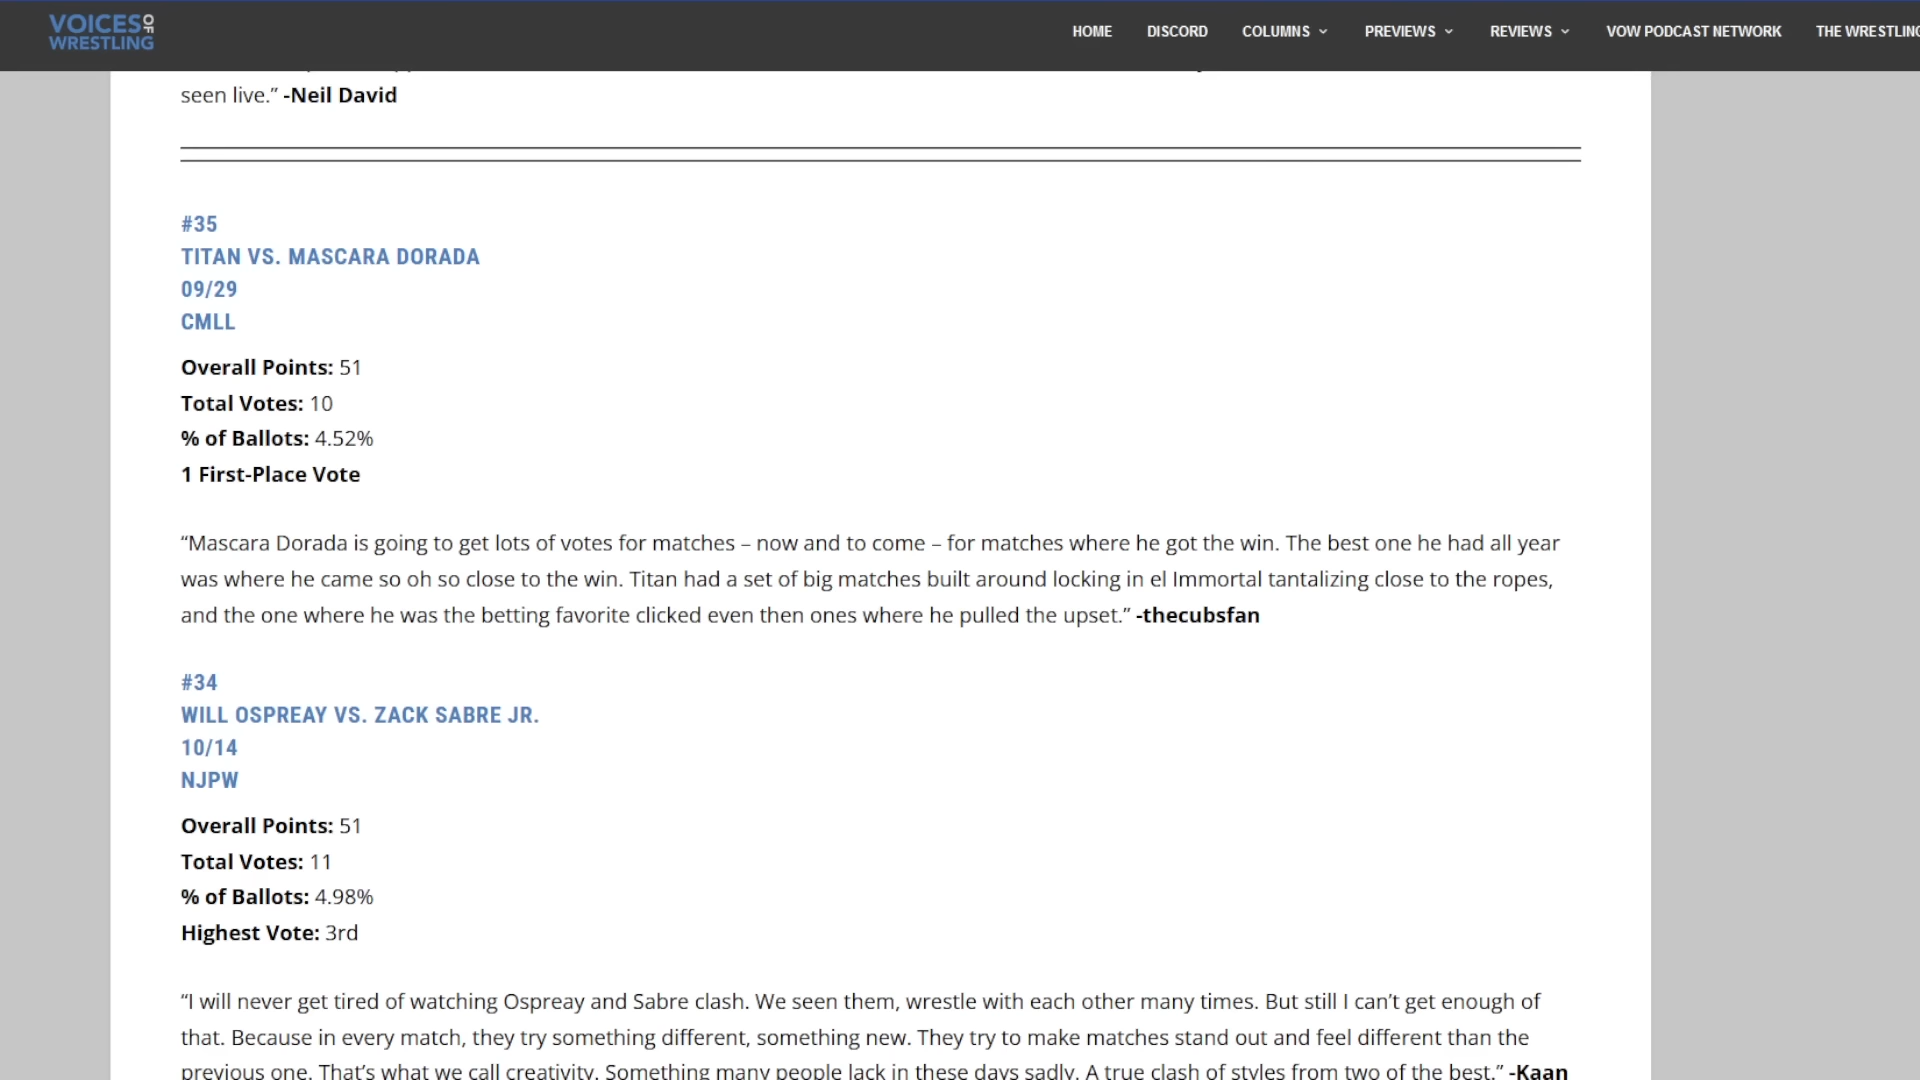 VOICES OF WRESTLING
HOME DISCORD COLUMNS PREVIEWS REVIEWS VOW PODCAST NETWORK THE WRESTLING
seen live.” -Neil David
#35
TITAN VS. MASCARA DORADA
09/29
CMLL
Overall Points: 51
Total Votes: 10
% of Ballots: 4.52%
1 First-Place Vote
“Mascara Dorada is going to get lots of votes for matches – now and to come – for matches where he got the win. The best one he had all year
was where he came so oh so close to the win. Titan had a set of big matches built around locking in el Immortal tantalizing close to the ropes,
and the one where he was the betting favorite clicked even then ones where he pulled the upset.” -thecubsfan
#34
WILL OSPREAY VS. ZACK SABRE JR.
10/14
NJPW
Overall Points: 51
Total Votes: 11
% of Ballots: 4.98%
Highest Vote: 3rd
“I will never get tired of watching Ospreay and Sabre clash. We seen them, wrestle with each other many times. But still I can’t get enough of
that. Because in every match, they try something different, something new. They try to make matches stand out and feel different than the
previous one. That’s what we call creativity. Something many people lack in these days sadly. A true clash of styles from two of the best.” -Kaan